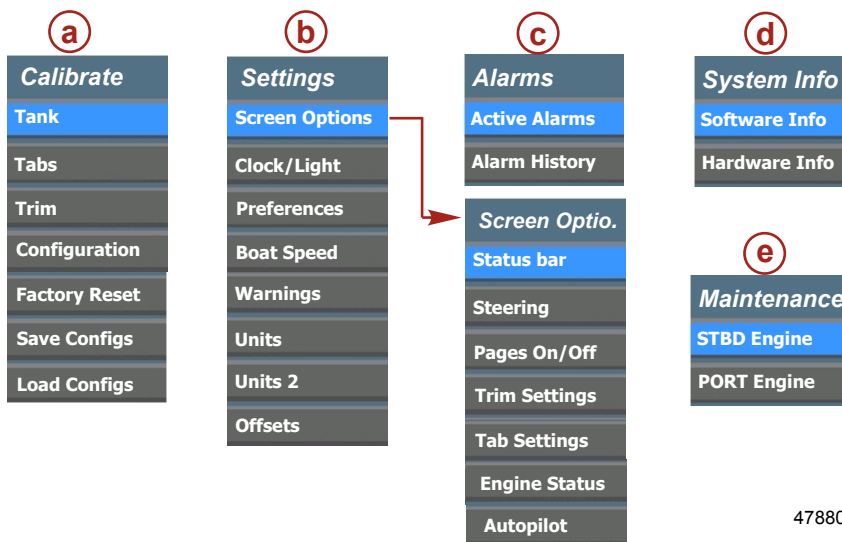 a
Calibrate
Tank
Tabs
Trim
Configuration
Factory Reset
Save Configs
Load Configs
b
Settings
Screen Options
Clock/Light
Preferences
Boat Speed
Warnings
Units
Units 2
Offsets
c
Alarms
Active Alarms
Alarm History
Screen Optio.
Status bar
Steering
Pages On/Off
Trim Settings
Tab Settings
Engine Status
Autopilot
d
System Info
Software Info
Hardware Info
e
Maintenance
STBD Engine
PORT Engine
47880